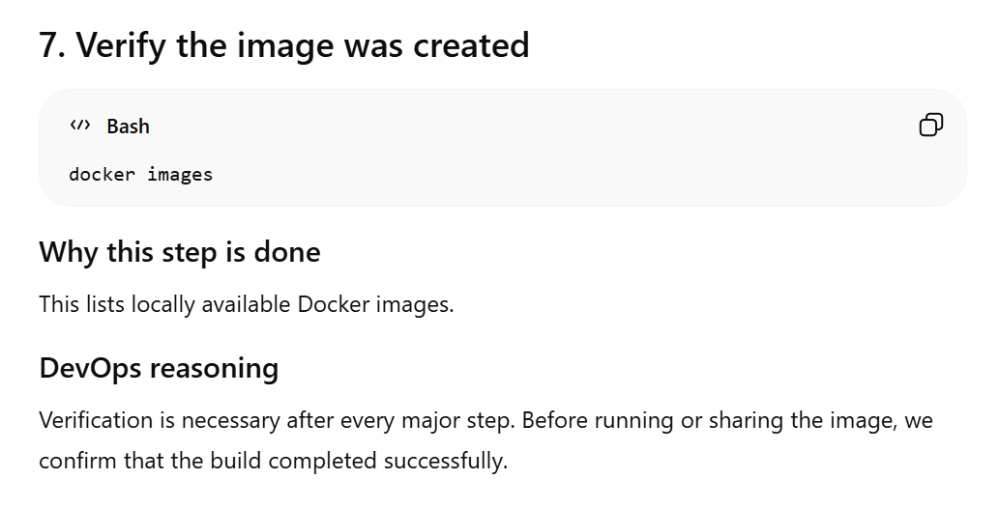 7. Verify the image was created
Bash
docker images
Why this step is done
This lists locally available Docker images.
DevOps reasoning
Verification is necessary after every major step. Before running or sharing the image, we
confirm that the build completed successfully.